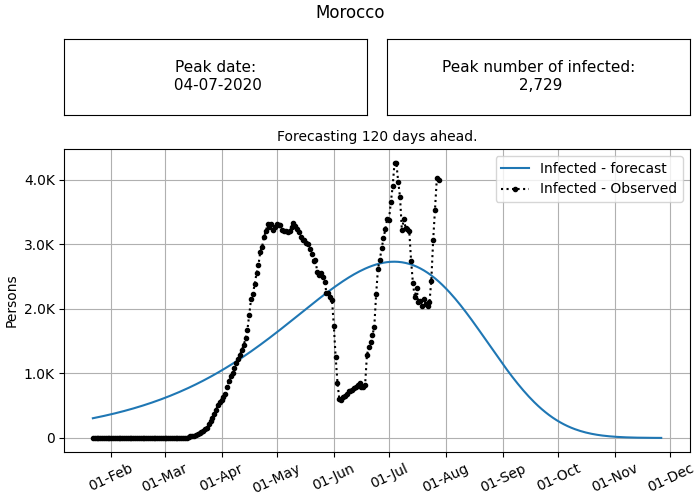 Morocco
Peak date:
04-07-2020
Peak number of infected:
2,729
Forecasting 120 days ahead.
Infected - forecast
Infected - Observed
Persons
4.0K
3.0K
2.0K
1.0K
0
01-Feb
01-Mar
01-Apr
01-May
01-Jun
01-Jul
01-Aug
01-Sep
01-Oct
01-Nov
01-Dec